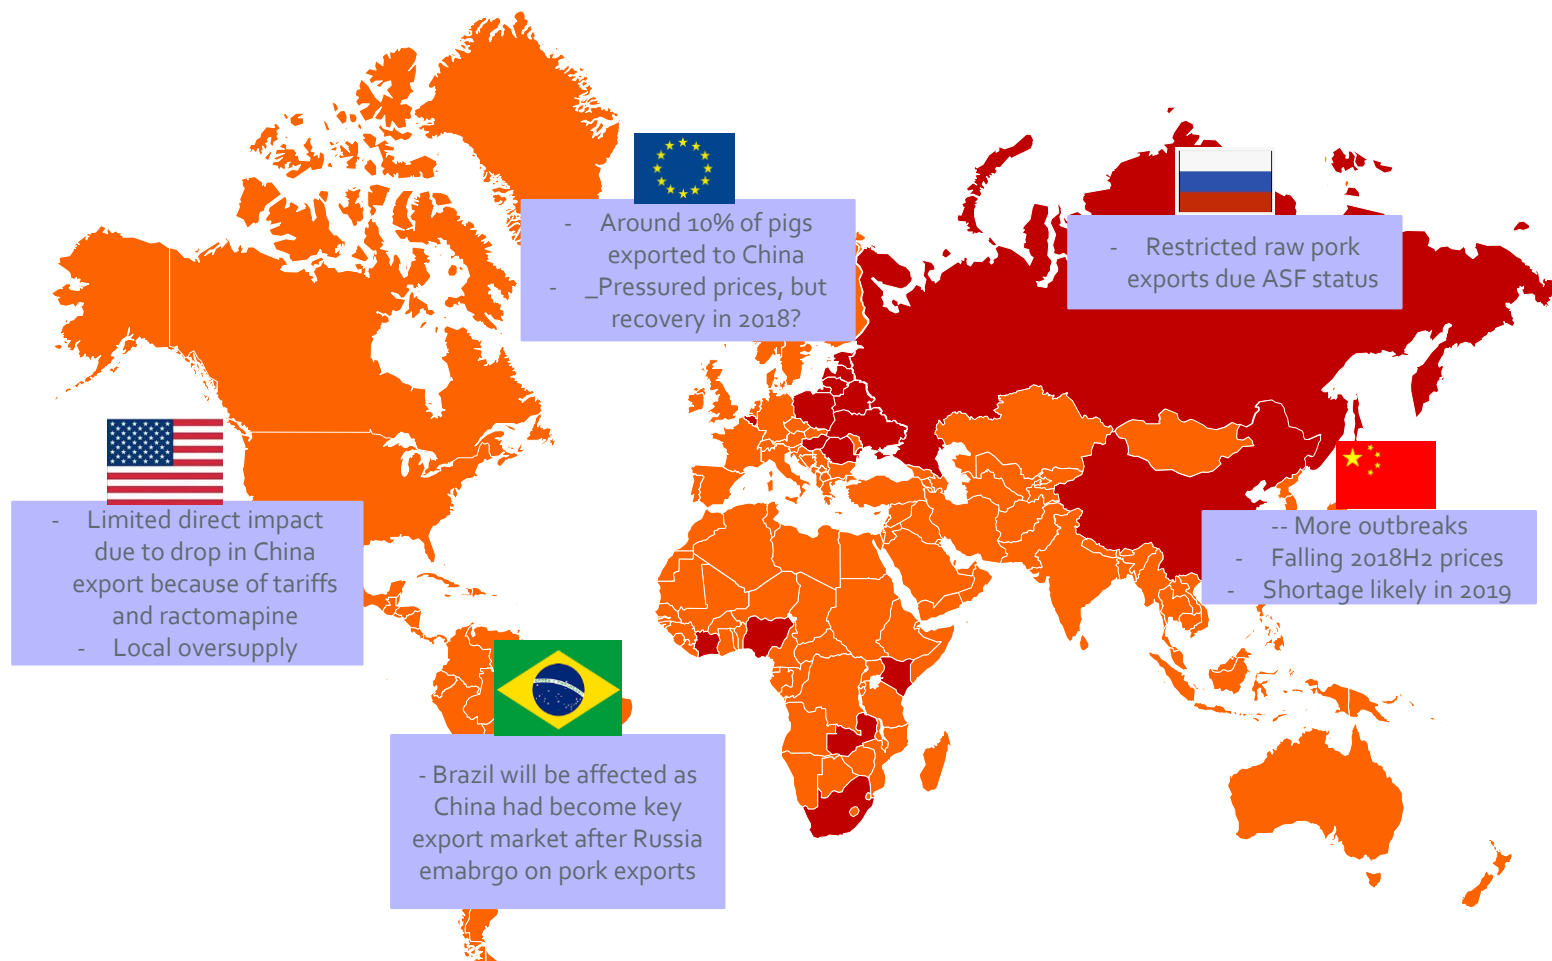 - Around 10% of pigs
exported to China
- _Pressured prices, but
recovery in 2018?
- Restricted raw pork
exports due ASF status
- Limited direct impact
due to drop in China
export because of tariffs
and ractomapine
- Local oversupply
-- More outbreaks
- Falling 2018H2 prices
- Shortage likely in 2019
- Brazil will be affected as
China had become key
export market after Russia
emabrgo on pork exports